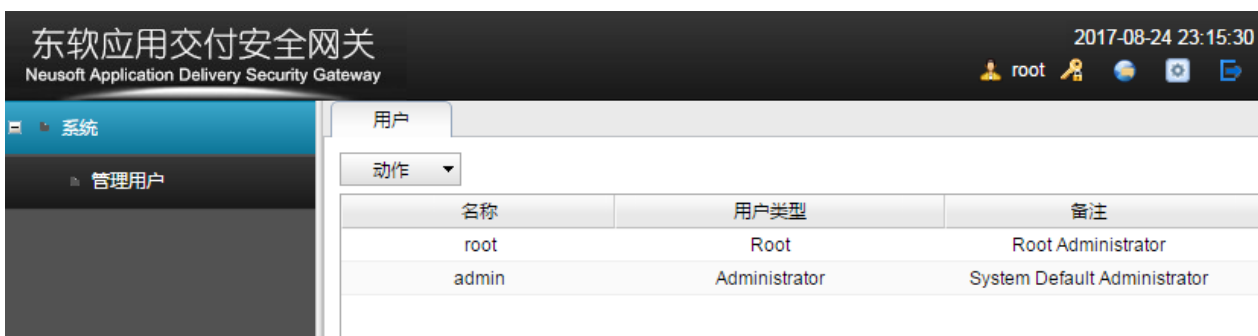 东软应用交付安全网关
Neusoft Application Delivery Security Gateway
2017-08-24 23:15:30
root
系统
管理用户
用户
动作
名称 用户类型 备注
root Root Root Administrator
admin Administrator System Default Administrator